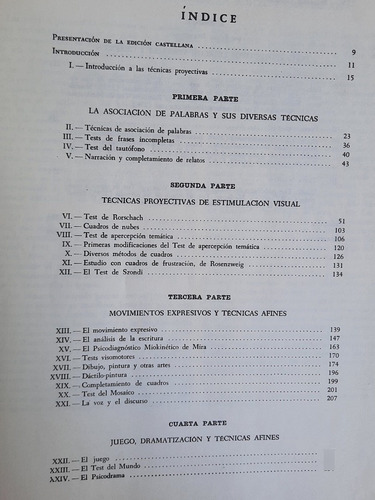 ÍNDICE
PRESENTACIÓN DE LA EDICIÓN CASTELLANA 9
INTRODUCCIÓN 11
I. — Introducción a las técnicas proyectivas 15
PRIMERA PARTE
LA ASOCIACIÓN DE PALABRAS Y SUS DIVERSAS TÉCNICAS
II. — Técnicas de asociación de palabras 23
III. — Tests de frases incompletas 36
IV. — Test del tautófono 40
V. — Narración y completamiento de relatos 43
SEGUNDA PARTE
TÉCNICAS PROYECTIVAS DE ESTIMULACIÓN VISUAL
VI. — Test de Rorschach 51
VII. — Cuadros de nubes 103
VIII. — Test de apercepción temática 106
IX. — Primeras modificaciones del Test de apercepción temática 120
X. — Diversos métodos de cuadros 126
XI. — Estudio con cuadros de frustración, de Rosenzweig 131
XII. — El Test de Szondi 134
TERCERA PARTE
MOVIMIENTOS EXPRESIVOS Y TÉCNICAS AFINES
XIII. — El movimiento expresivo 139
XIV. — El análisis de la escritura 147
XV. — El Psicodiagnóstico Miokinético de Mira 163
XVI. — Tests visomotores 170
XVII. — Dibujo, pintura y otras artes 174
XVIII. — Dáctilo-pintura 196
XIX. — Completamiento de cuadros 199
XX. — Test del Mosaico 201
XXI. — La voz y el discurso 207
CUARTA PARTE
JUEGO, DRAMATIZACIÓN Y TÉCNICAS AFINES
XXII. — El juego
XXIII. — El Test del Mundo
XXIV. — El Psicodrama